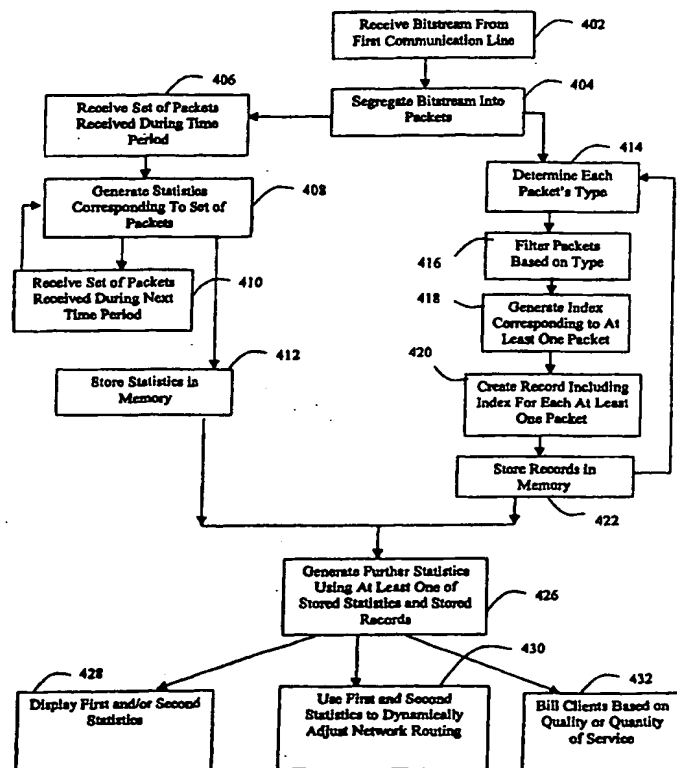 Receive Bitstream From
First Communication Line
402
406
Receive Set of Packets
Received During Time
Period
Segregate Bitstream Into
Packets
404
414
Determine Each
Packet's Type
Generate Statistics
Corresponding To Set of
Packets
408
416
Filter Packets
Based on Type
Receive Set of Packets
Received During Next
Time Period
410
418
Generate Index
Corresponding to At
Least One Packet
412
Store Statistics in
Memory
420
Create Record Including
Index For Each At Least
One Packet
Store Records in
Memory
422
Generate Further Statistics
Using At Least One of
Stored Statistics and Stored
Records
426
428
Display First and/or Second
Statistics
430
Use First and Second
Statistics to Dynamically
Adjust Network Routing
432
Bill Clients Based on
Quality or Quantity
of Service